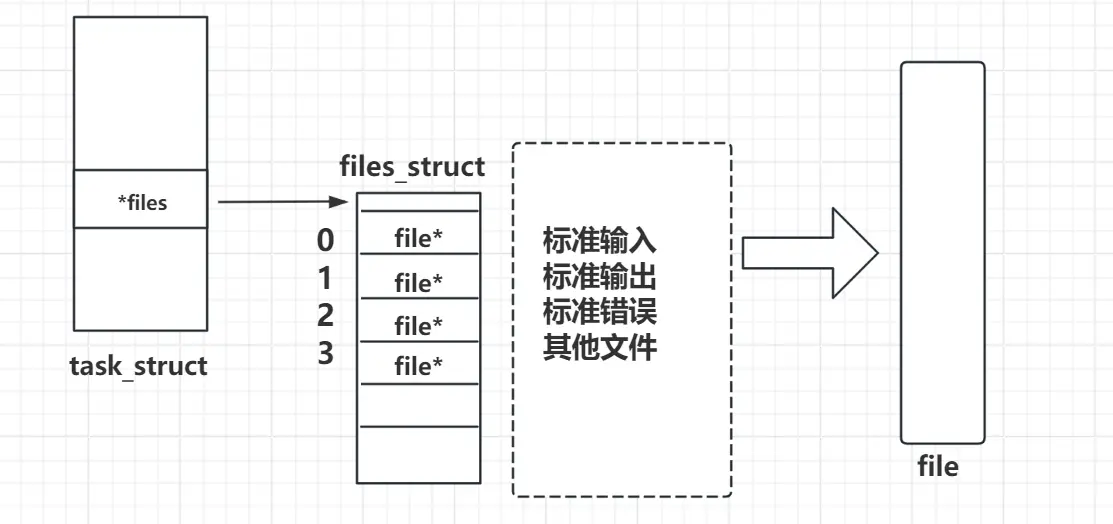 *files
task_struct
files_struct
0
file*
1
file*
2
file*
3
file*
标准输入
标准输出
标准错误
其他文件
file